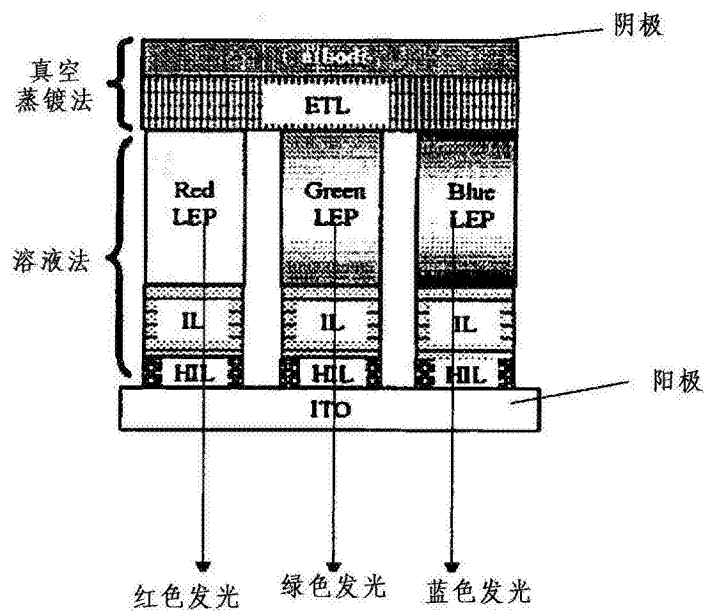 阴极
真空
蒸镀法
ETL
Red
LEP
Green
LEP
Blue
LEP
溶液法
IL
IL
IL
HIL
HIL
HIL
阳极
ITO
红色发光
绿色发光
蓝色发光